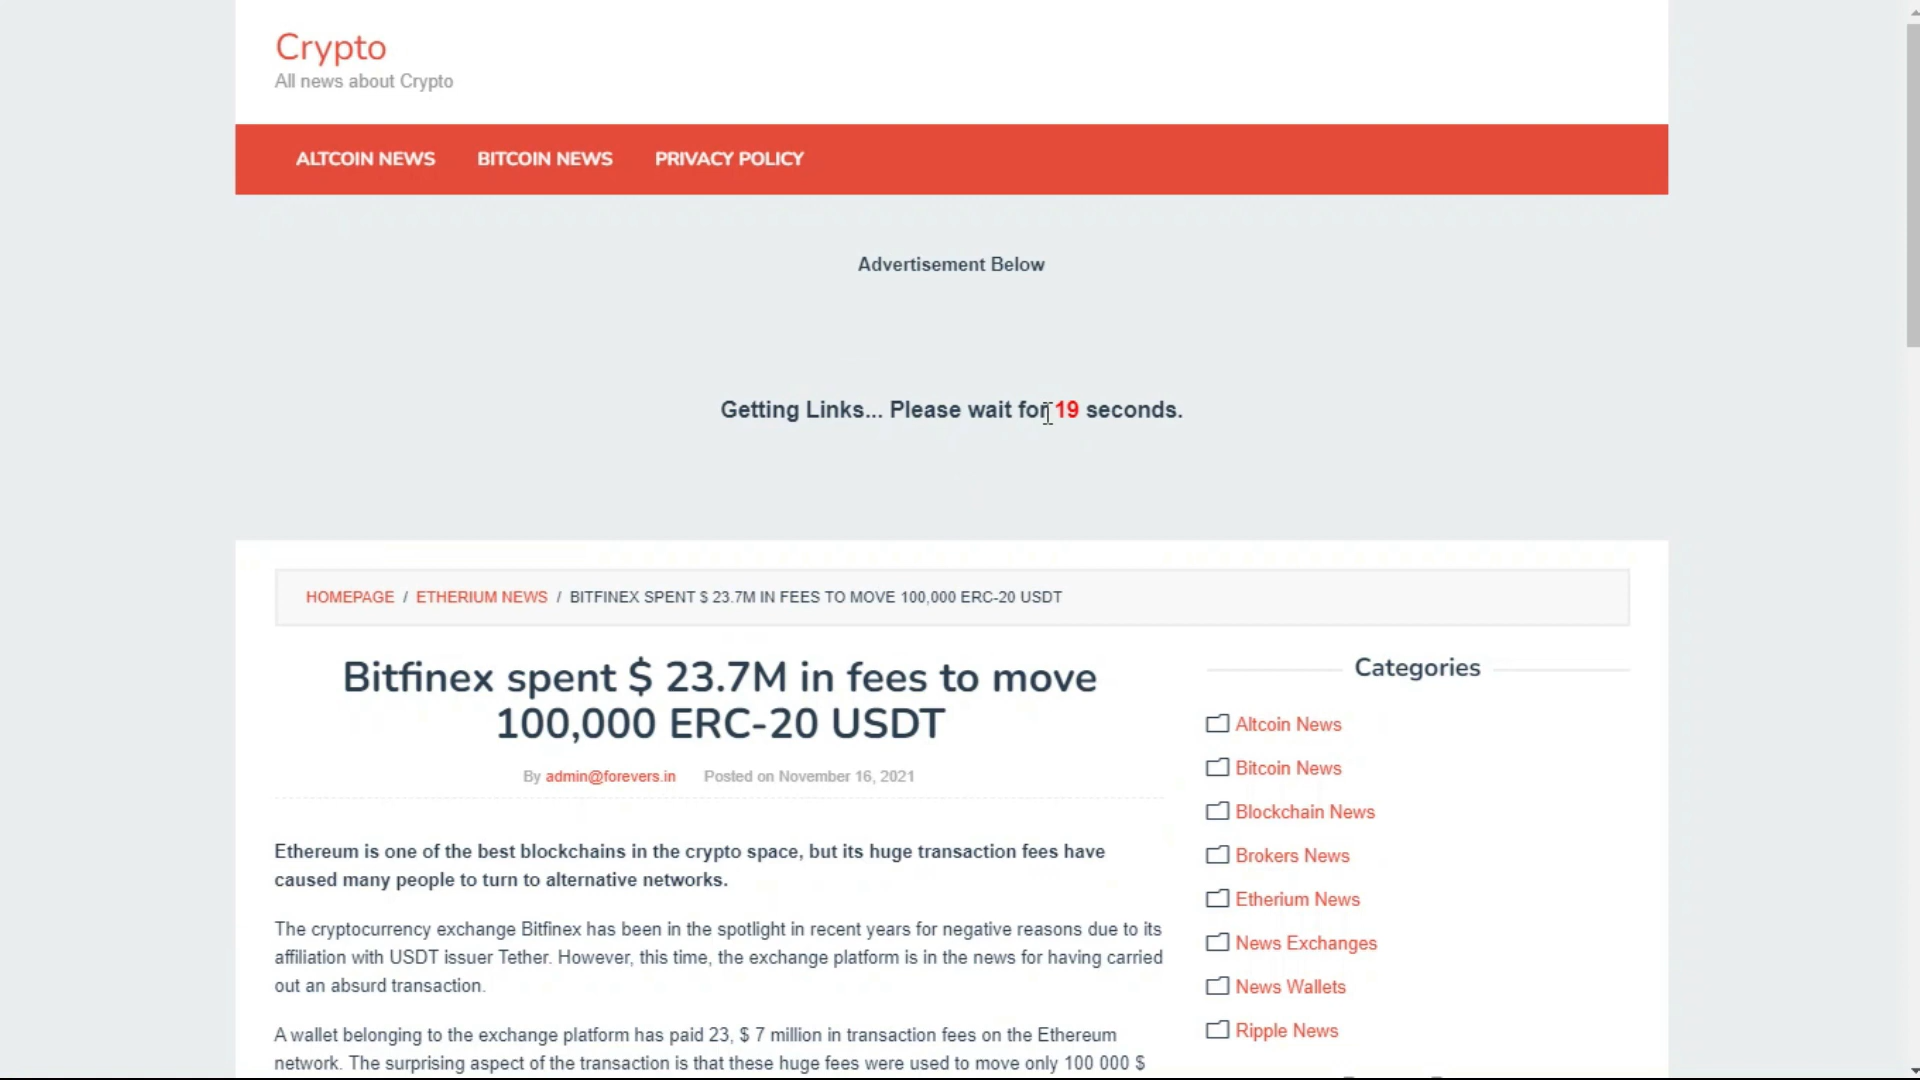 Crypto
All news about Crypto
ALTCOIN NEWS BITCOIN NEWS PRIVACY POLICY
Advertisement Below
Getting Links... Please wait for 19 seconds.
HOMEPAGE / ETHERIUM NEWS / BITFINEX SPENT $ 23.7M IN FEES TO MOVE 100,000 ERC-20 USDT
Bitfinex spent $ 23.7M in fees to move
100,000 ERC-20 USDT
By admin@forevers.in Posted on November 16, 2021
Ethereum is one of the best blockchains in the crypto space, but its huge transaction fees have
caused many people to turn to alternative networks.
The cryptocurrency exchange Bitfinex has been in the spotlight in recent years for negative reasons due to its
affiliation with USDT issuer Tether. However, this time, the exchange platform is in the news for having carried
out an absurd transaction.
A wallet belonging to the exchange platform has paid 23, $ 7 million in transaction fees on the Ethereum
network. The surprising aspect of the transaction is that these huge fees were used to move only 100 000 $
Categories
Altcoin News
Bitcoin News
Blockchain News
Brokers News
Etherium News
News Exchanges
News Wallets
Ripple News